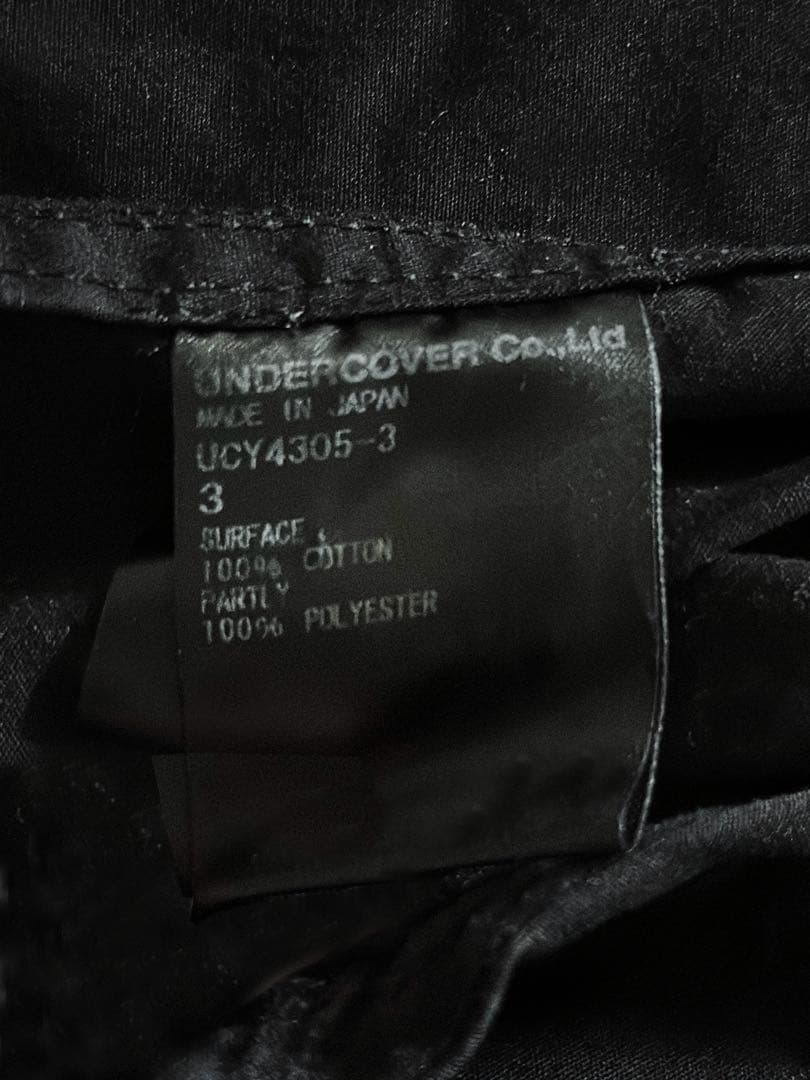 UNDERCOVER Co.,Ltd
MADE IN JAPAN
UCY4305-3
3
SURFACE
100% COTTON
PARTLY
100% POLYESTER